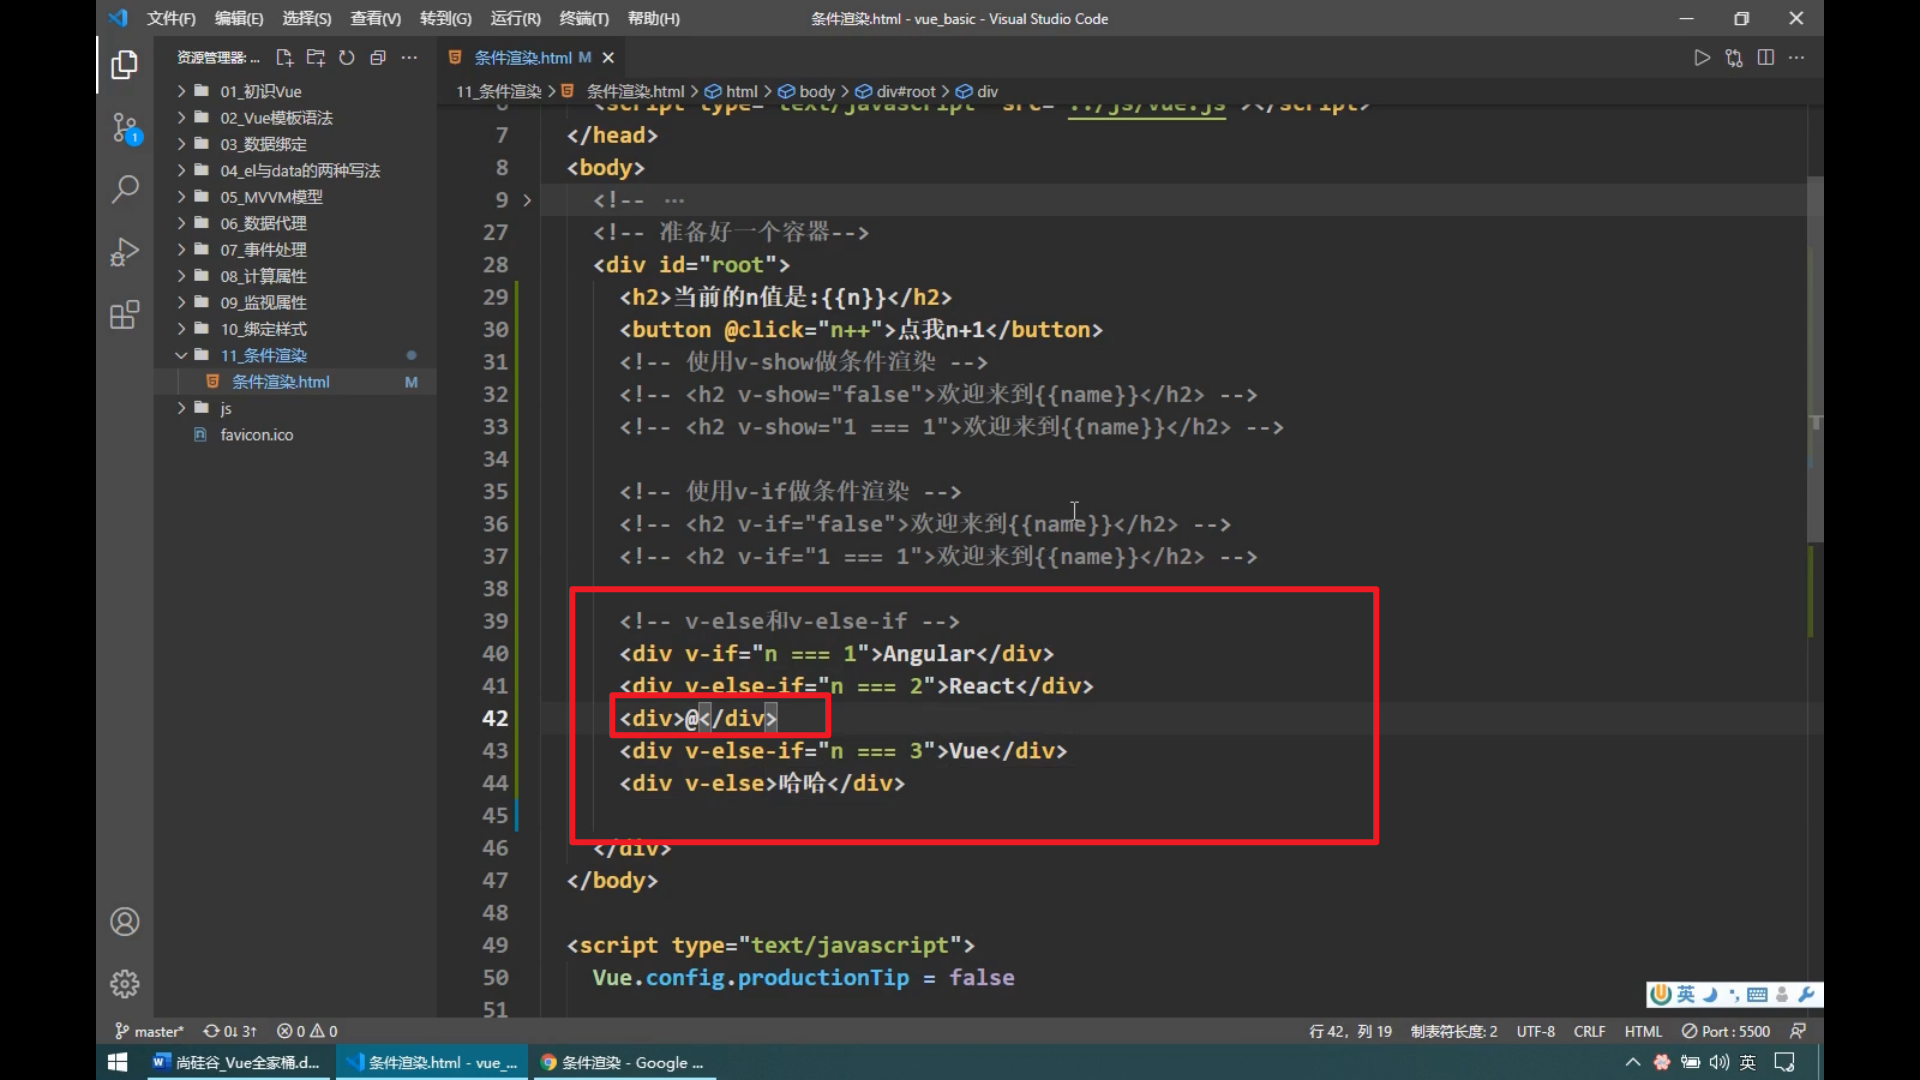 文件(F) 编辑(E) 选择(S) 查看(V) 转到(G) 运行(R) 终端(T) 帮助(H) 条件渲染.html - vue_basic - Visual Studio Code
资源管理器: ...
条件渲染.html M
11_条件渲染 > 条件渲染.html > html > body > div#root > div
01_初识Vue
02_Vue模板语法
03_数据绑定
04_el与data的两种写法
05_MVVM模型
06_数据代理
07_事件处理
08_计算属性
09_监视属性
10_绑定样式
11_条件渲染
条件渲染.html M
js
favicon.ico
1
6 <script type="text/javascript" src="../js/vue.js"></script>
7 </head>
8 <body>
9 <!-- ...
27 <!-- 准备好一个容器-->
28 <div id="root">
29 <h2>当前的n值是:{{n}}</h2>
30 <button @click="n++">点我n+1</button>
31 <!-- 使用v-show做条件渲染 -->
32 <!-- <h2 v-show="false">欢迎来到{{name}}</h2> -->
33 <!-- <h2 v-show="1 === 1">欢迎来到{{name}}</h2> -->
34
35 <!-- 使用v-if做条件渲染 -->
36 <!-- <h2 v-if="false">欢迎来到{{name}}</h2> -->
37 <!-- <h2 v-if="1 === 1">欢迎来到{{name}}</h2> -->
38
39 <!-- v-else和v-else-if -->
40 <div v-if="n === 1">Angular</div>
41 <div v-else-if="n === 2">React</div>
42 <div>@</div>
43 <div v-else-if="n === 3">Vue</div>
44 <div v-else>哈哈</div>
45
46 </div>
47 </body>
48
49 <script type="text/javascript">
50 Vue.config.productionTip = false
51
英
master* 0↓ 3↑ 0 0 行 42，列 19 制表符长度: 2 UTF-8 CRLF HTML Port : 5500
尚硅谷_Vue全家桶.d... 条件渲染.html - vue_... 条件渲染 - Google ... 英